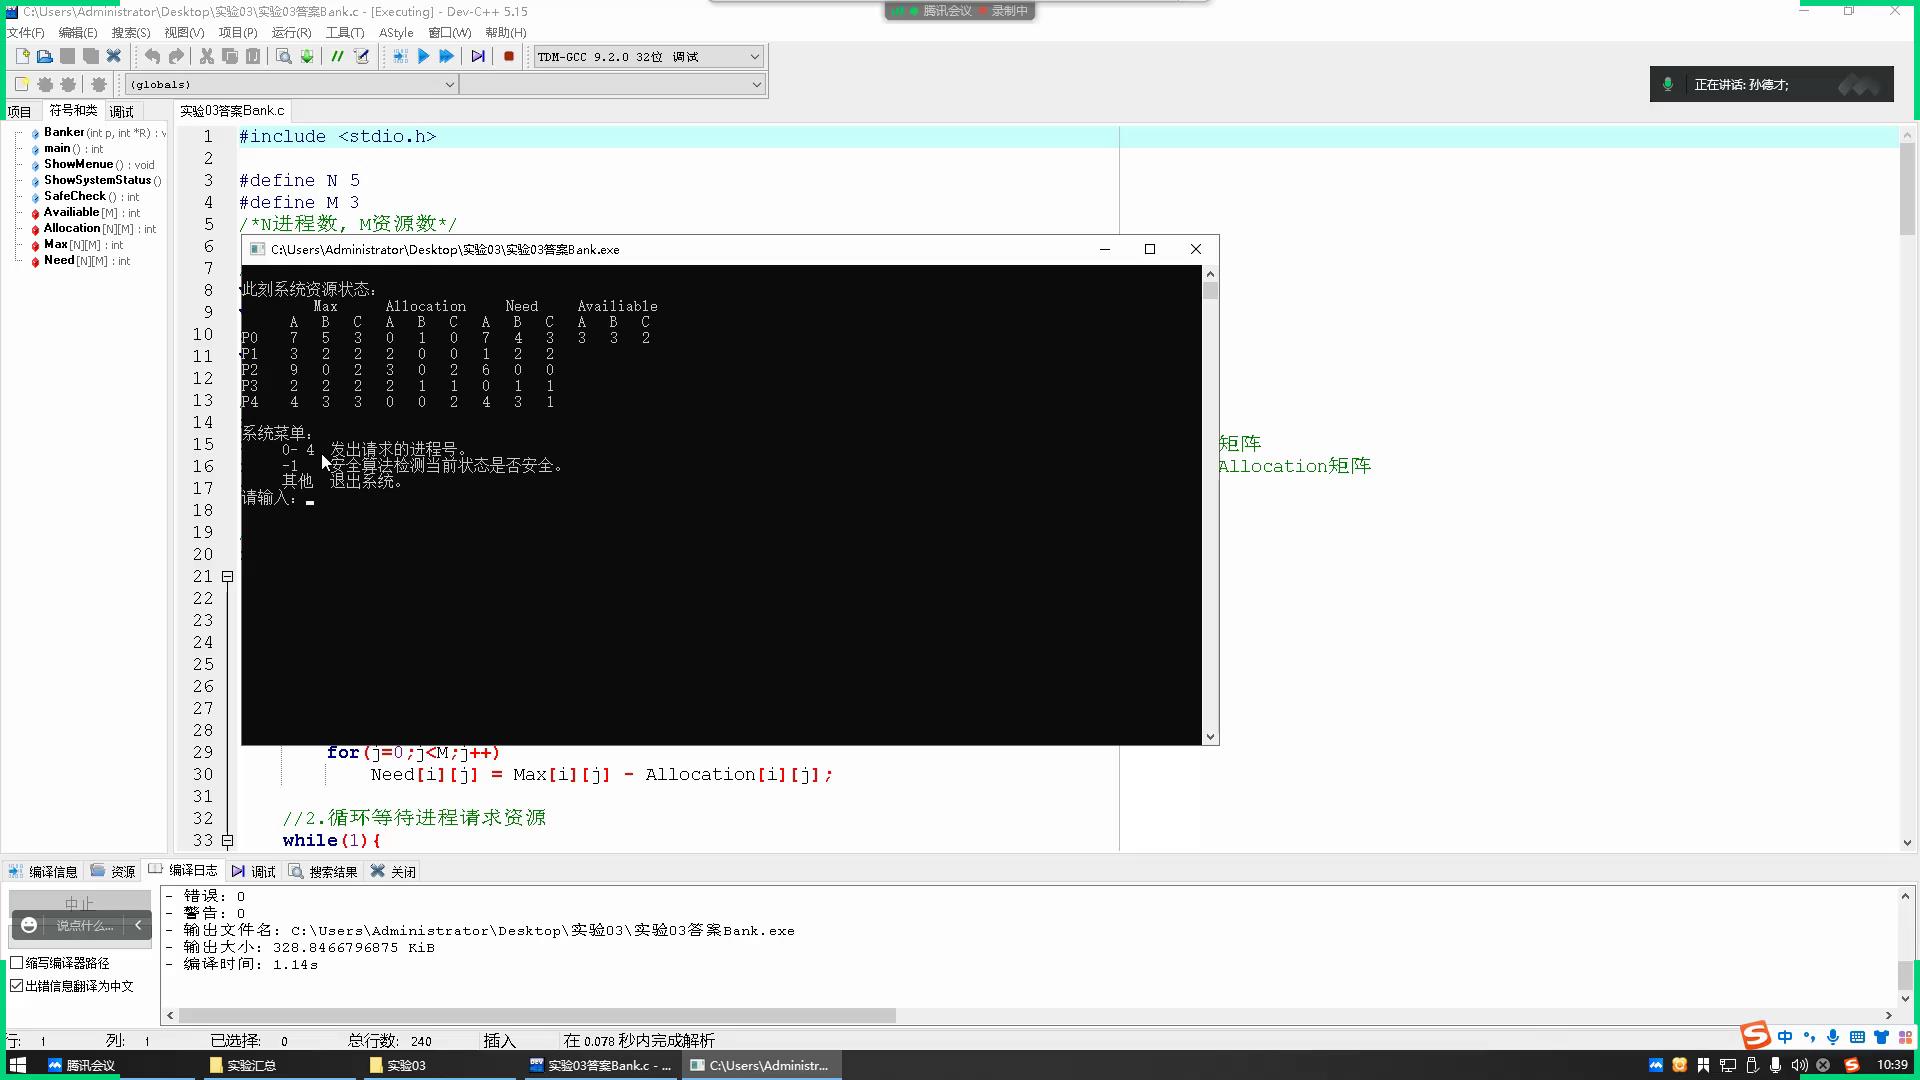 C:\Users\Administrator\Desktop\实验03\实验03答案Bank.c - [Executing] - Dev-C++ 5.15
腾讯会议 录制中
文件(F) 编辑(E) 搜索(S) 视图(V) 项目(P) 运行(R) 工具(T) AStyle 窗口(W) 帮助(H)
TDM-GCC 9.2.0 32位 调试
(globals)
正在讲话: 孙德才;
项目 符号和类 调试 实验03答案Bank.c
Banker (int p, int *R) : v
main () : int
ShowMenue () : void
ShowSystemStatus ()
SafeCheck () : int
Availiable [M] : int
Allocation [N][M] : int
Max [N][M] : int
Need [N][M] : int
1 #include <stdio.h>
2
3 #define N 5
4 #define M 3
5 /*N进程数, M资源数*/
6
7
8
9
10
11
12
13
14
15 矩阵
16 Allocation矩阵
17
18
19
20
21
22
23
24
25
26
27
28
29 for(j=0;j<M;j++)
30 Need[i][j] = Max[i][j] - Allocation[i][j];
31
32 //2.循环等待进程请求资源
33 while(1){
C:\Users\Administrator\Desktop\实验03\实验03答案Bank.exe
此刻系统资源状态:
Max Allocation Need Availiable
A B C A B C A B C A B C
P0 7 5 3 0 1 0 7 4 3 3 3 2
P1 3 2 2 2 0 0 1 2 2
P2 9 0 2 3 0 2 6 0 0
P3 2 2 2 2 1 1 0 1 1
P4 4 3 3 0 0 2 4 3 1
系统菜单:
0- 4 发出请求的进程号。
-1 安全算法检测当前状态是否安全。
其他 退出系统。
请输入:
编译信息 资源 编译日志 调试 搜索结果 关闭
中止
说点什么...
缩写编译器路径
出错信息翻译为中文
- 错误: 0
- 警告: 0
- 输出文件名: C:\Users\Administrator\Desktop\实验03\实验03答案Bank.exe
- 输出大小: 328.8466796875 KiB
- 编译时间: 1.14s
行: 1 列: 1 已选择: 0 总行数: 240 插入 在 0.078 秒内完成解析
中
腾讯会议 实验汇总 实验03 实验03答案Bank.c - ... C:\Users\Administr... 10:39